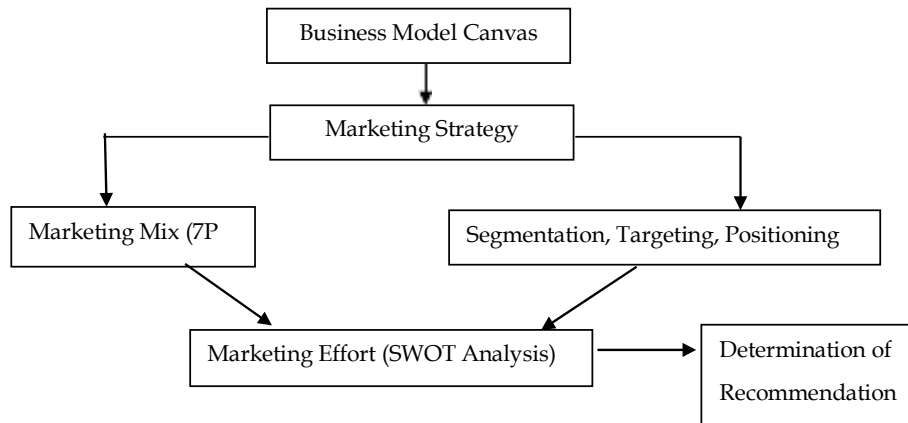 Business Model Canvas
Marketing Strategy
Marketing Mix (7P
Segmentation, Targeting, Positioning
Marketing Effort (SWOT Analysis)
Determination of
Recommendation